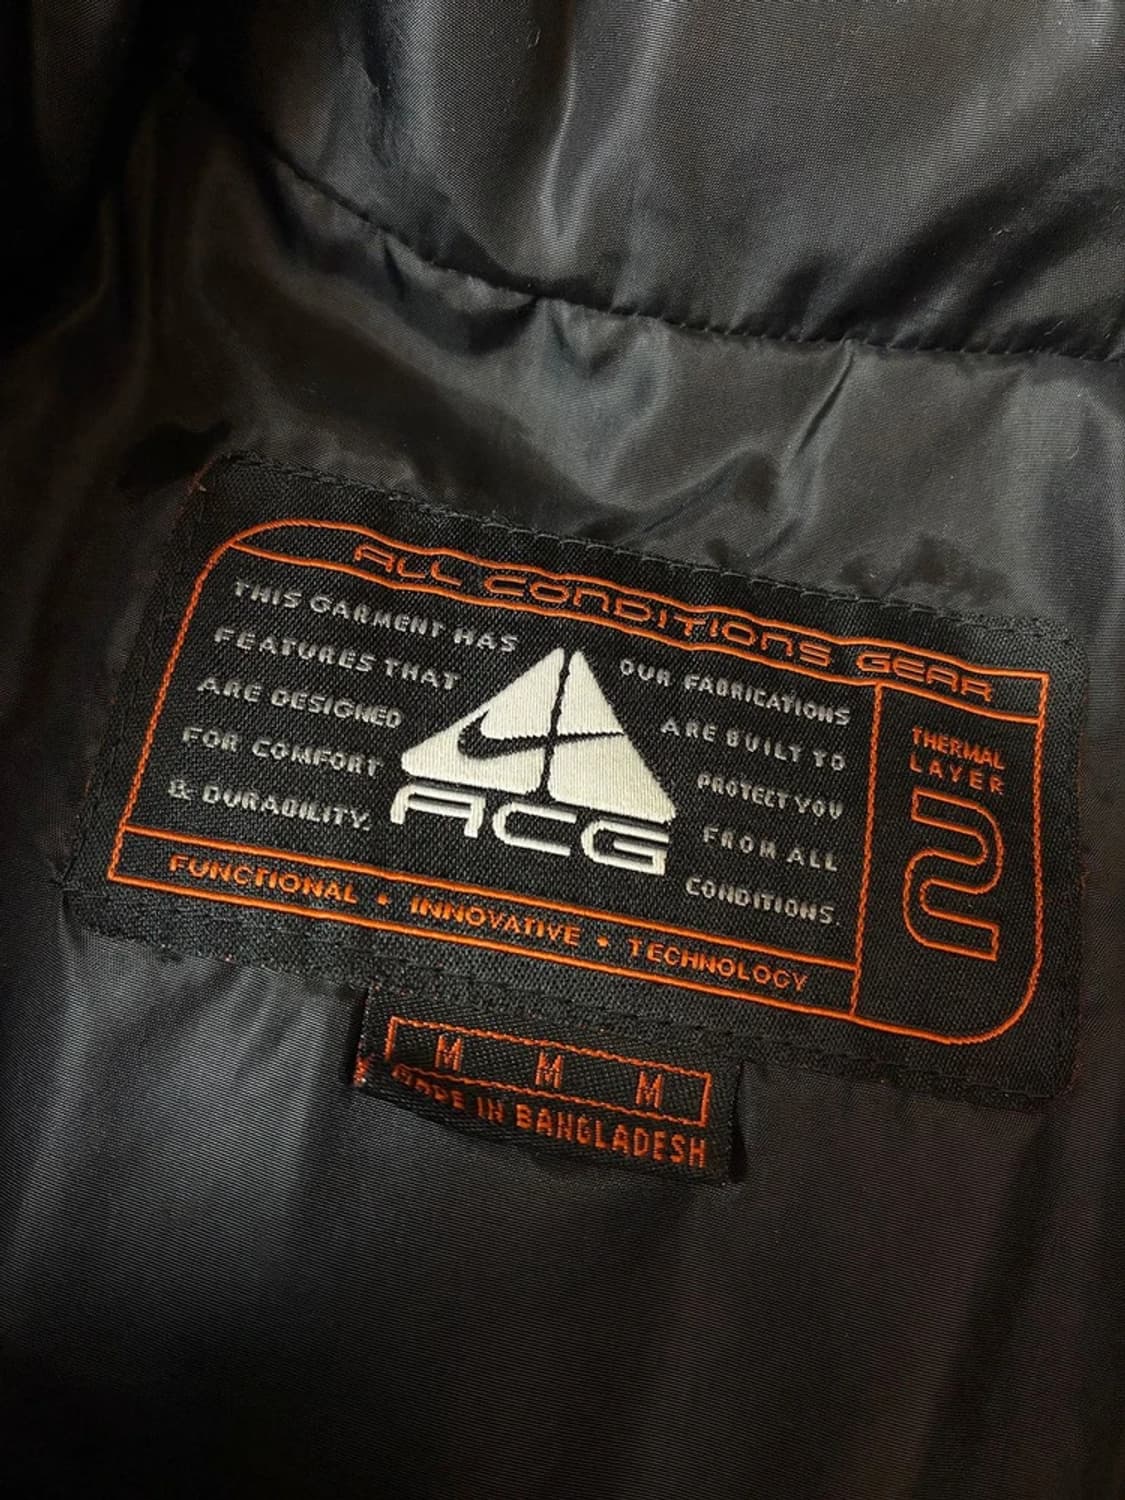 ALL CONDITIONS GEAR
THIS GARMENT HAS
FEATURES THAT
ARE DESIGNED
FOR COMFORT
& DURABILITY.
ACG
OUR FABRICATIONS
ARE BUILT TO
PROTECT YOU
FROM ALL
CONDITIONS.
THERMAL
LAYER
2
FUNCTIONAL • INNOVATIVE • TECHNOLOGY
M M M
MADE IN BANGLADESH